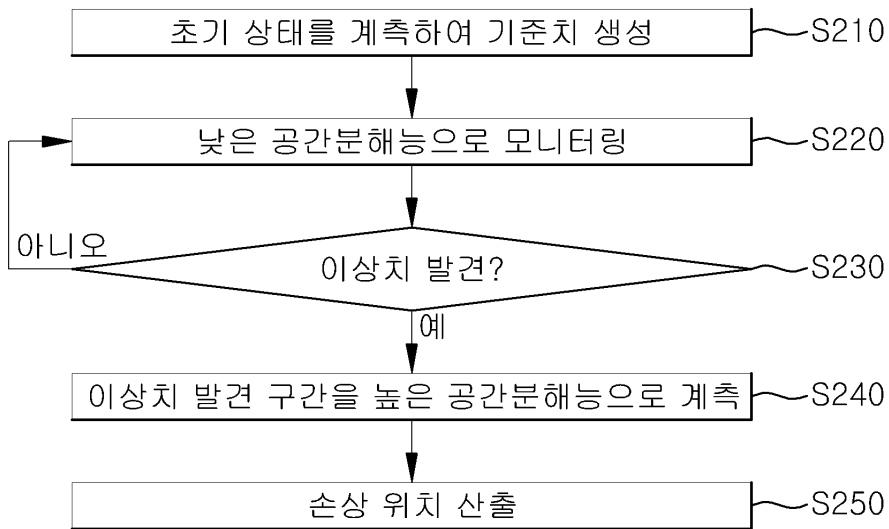 초기 상태를 계측하여 기준치 생성 S210
낮은 공간분해능으로 모니터링 S220
아니오
이상치 발견? S230
예
이상치 발견 구간을 높은 공간분해능으로 계측 S240
손상 위치 산출 S250